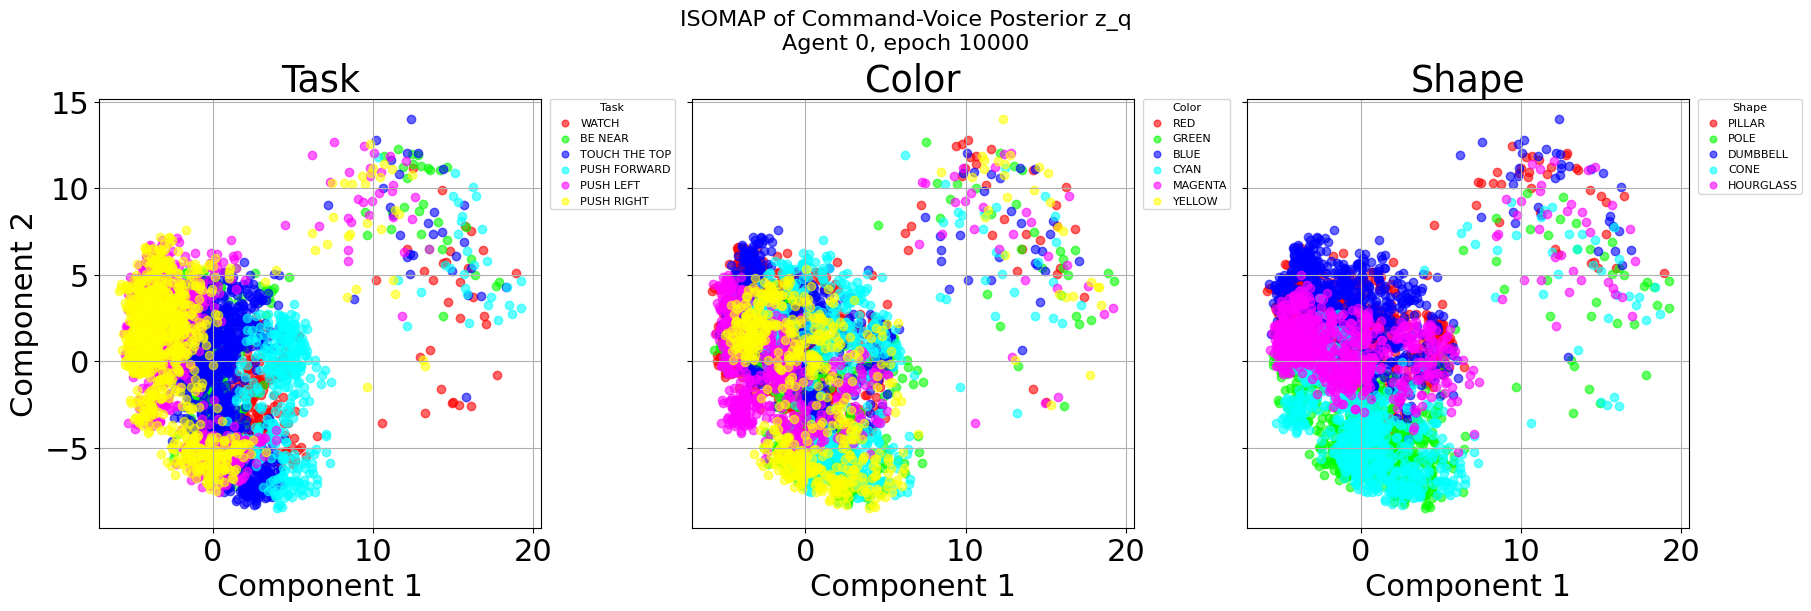 ISOMAP of Command-Voice Posterior z_q
Agent 0, epoch 10000
Task
Color
Shape
Component 2
15
10
5
0
−5
Task
WATCH
BE NEAR
TOUCH THE TOP
PUSH FORWARD
PUSH LEFT
PUSH RIGHT
Color
RED
GREEN
BLUE
CYAN
MAGENTA
YELLOW
Shape
PILLAR
POLE
DUMBBELL
CONE
HOURGLASS
0 10 20
0 10 20
0 10 20
Component 1
Component 1
Component 1